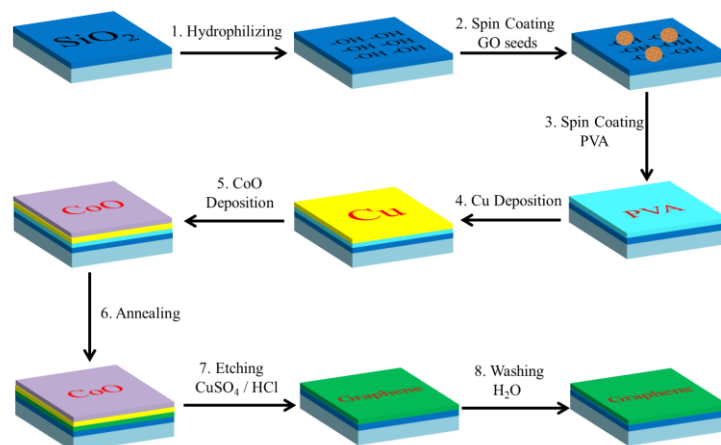 SiO₂
1. Hydrophilizing
-OH -OH
-OH -OH
-OH -OH
2. Spin Coating
GO seeds
-OH
-OH
3. Spin Coating
PVA
CoO
5. CoO
Deposition
Cu
4. Cu Deposition
PVA
6. Annealing
CoO
7. Etching
CuSO₄ / HCl
Graphene
8. Washing
H₂O
Graphene